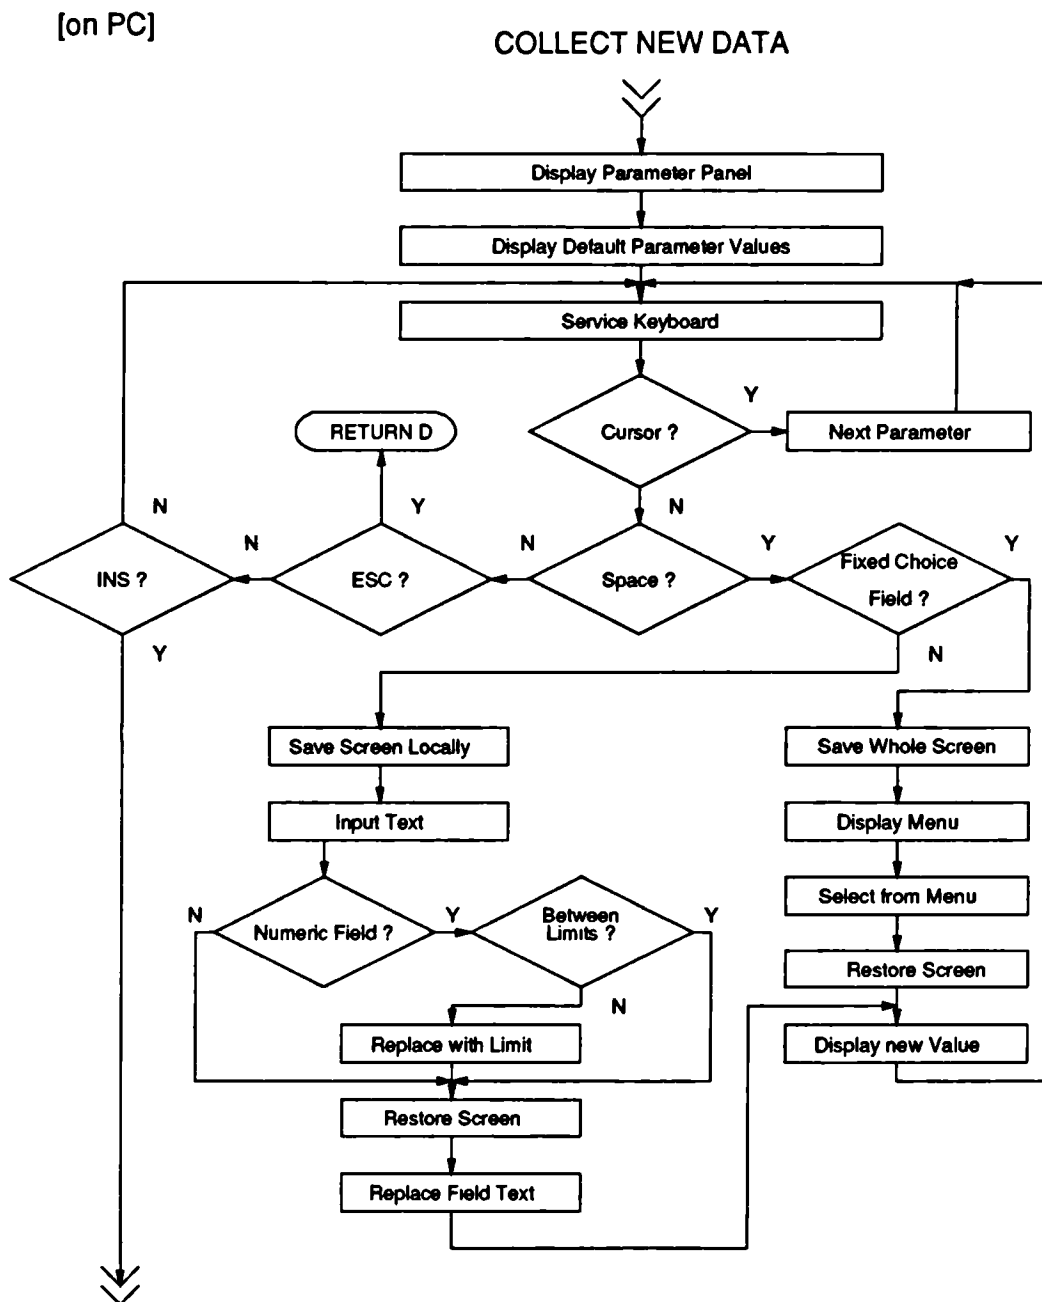 [on PC]
COLLECT NEW DATA
Display Parameter Panel
Display Default Parameter Values
Service Keyboard
Y
RETURN D
Cursor ?
Next Parameter
N
Y
N
N
N
Y
Fixed Choice
Field ?
Y
INS ?
ESC ?
Space ?
Y
N
Save Screen Locally
Save Whole Screen
Input Text
Display Menu
Select from Menu
N
Numeric Field ?
Y
Between
Limits ?
Y
Restore Screen
N
Replace with Limit
Display new Value
Restore Screen
Replace Field Text